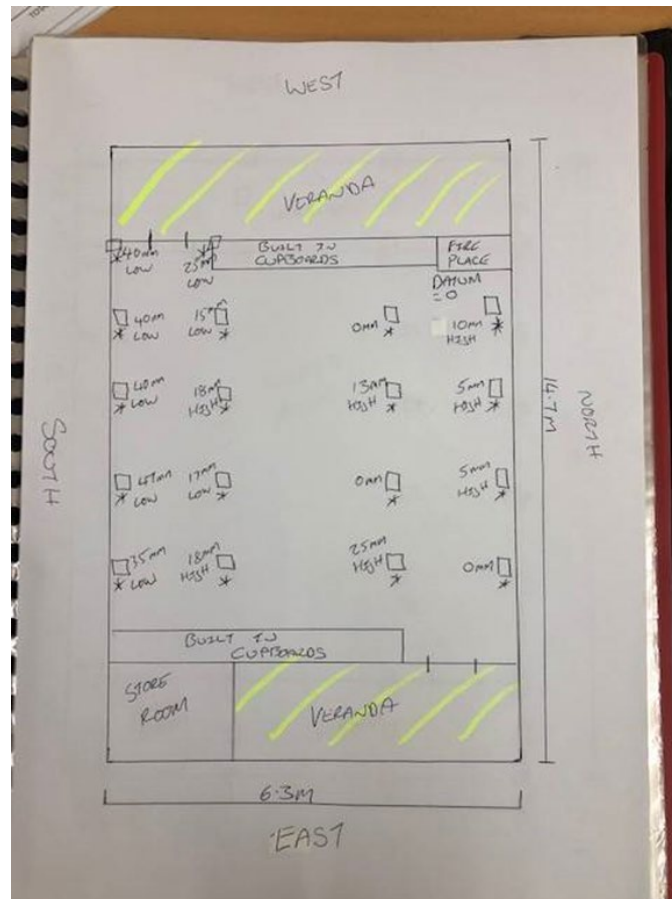 WEST
VERANDA
40mm
LOW
25mm
LOW
BUILT IN
CUPBOARDS
FIRE
PLACE
DATUM
= 0
40mm
LOW
15mm
LOW
0mm
10mm
HIGH
40mm
LOW
18mm
HIGH
13mm
HIGH
5mm
HIGH
SOUTH
14.7M
NORTH
LOW
17mm
LOW
0mm
5mm
HIGH
35mm
LOW
18mm
HIGH
25mm
HIGH
0mm
BUILT IN
CUPBOARDS
STORE
ROOM
VERANDA
6.3M
EAST